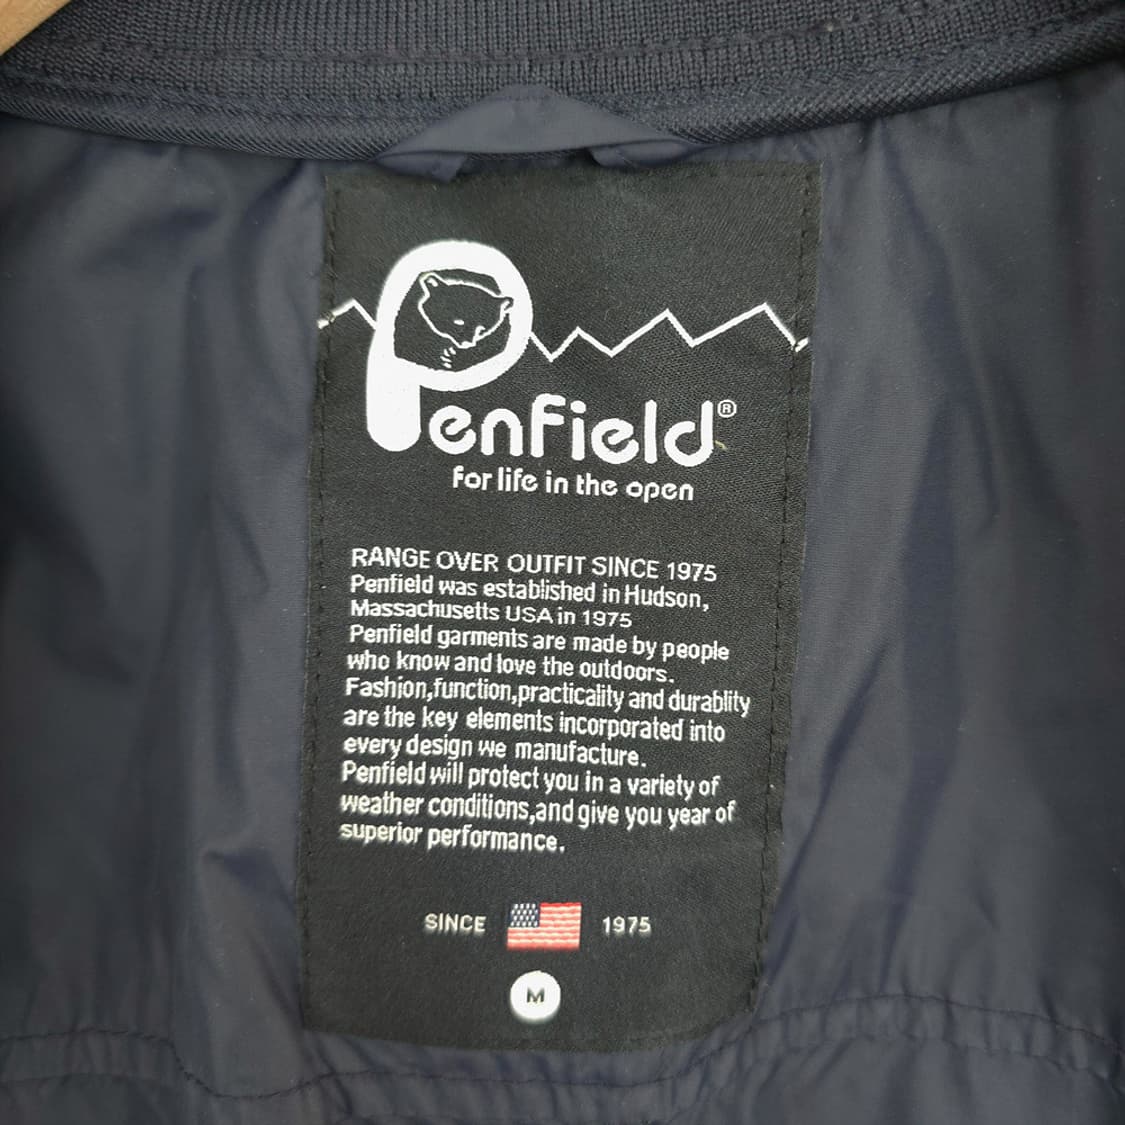 Penfield®
for life in the open
RANGE OVER OUTFIT SINCE 1975
Penfield was established in Hudson,
Massachusetts USA in 1975
Penfield garments are made by people
who know and love the outdoors.
Fashion,function,practicality and durablity
are the key elements incorporated into
every design we manufacture.
Penfield will protect you in a variety of
weather conditions,and give you year of
superior performance.
SINCE 1975
M